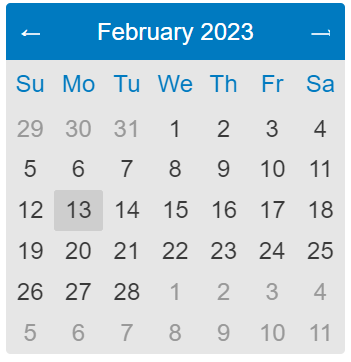 ← February 2023 →
Su Mo Tu We Th Fr Sa
29 30 31 1 2 3 4
5 6 7 8 9 10 11
12 13 14 15 16 17 18
19 20 21 22 23 24 25
26 27 28 1 2 3 4
5 6 7 8 9 10 11